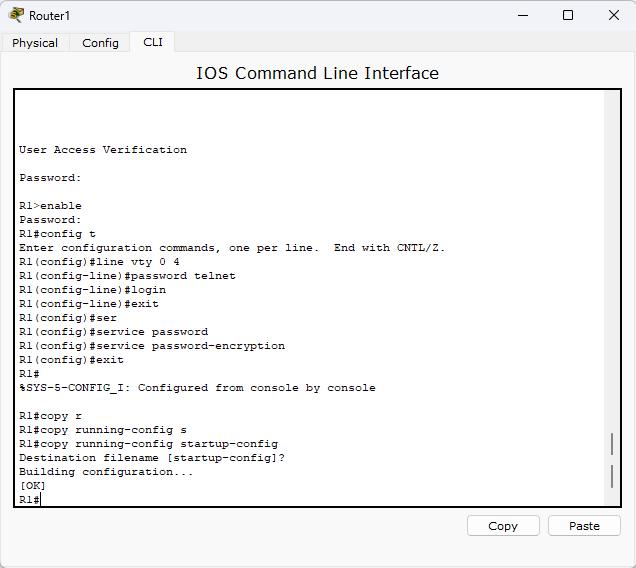 Router1
Physical Config CLI
IOS Command Line Interface
User Access Verification
Password:
R1>enable
Password:
R1#config t
Enter configuration commands, one per line.  End with CNTL/Z.
R1(config)#line vty 0 4
R1(config-line)#password telnet
R1(config-line)#login
R1(config-line)#exit
R1(config)#ser
R1(config)#service password
R1(config)#service password-encryption
R1(config)#exit
R1#
%SYS-5-CONFIG_I: Configured from console by console
R1#copy r
R1#copy running-config s
R1#copy running-config startup-config
Destination filename [startup-config]?
Building configuration...
[OK]
R1#
Copy Paste